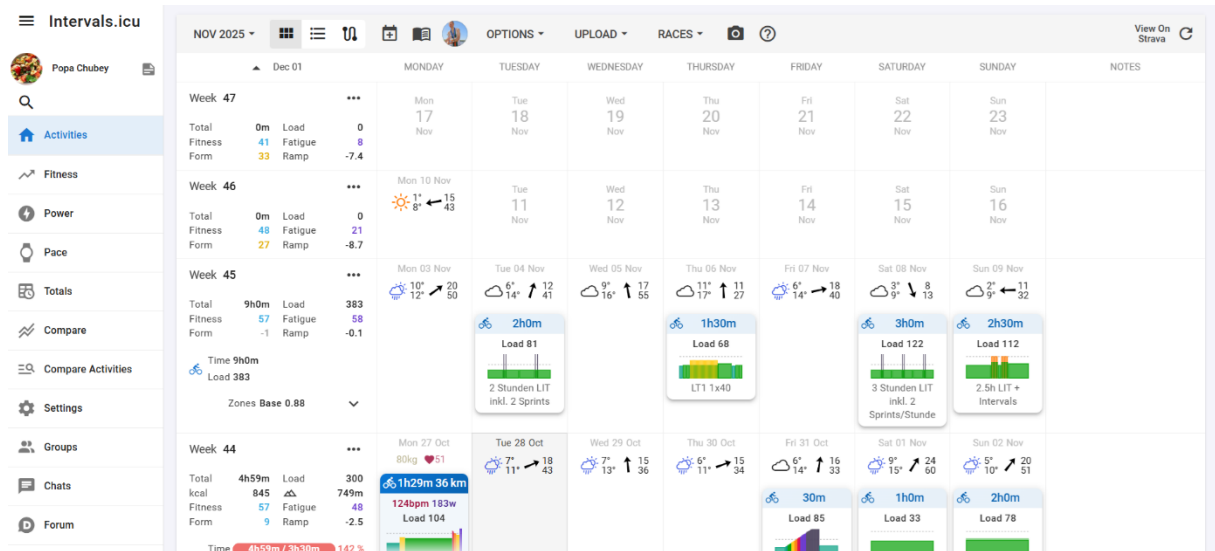 Intervals.icu
Popa Chubey
Activities
Fitness
Power
Pace
Totals
Compare
Compare Activities
Settings
Groups
Chats
Forum
NOV 2025
OPTIONS
UPLOAD
RACES
View On
Strava
Dec 01 MONDAY TUESDAY WEDNESDAY THURSDAY FRIDAY SATURDAY SUNDAY NOTES
Week 47
Total 0m Load 0
Fitness 41 Fatigue 8
Form 33 Ramp -7.4
Mon Tue Wed Thu Fri Sat Sun
17 18 19 20 21 22 23
Nov Nov Nov Nov Nov Nov Nov
Week 46
Total 0m Load 0
Fitness 48 Fatigue 21
Form 27 Ramp -8.7
Mon 10 Nov
1° 15
8° 43
Tue Wed Thu Fri Sat Sun
11 12 13 14 15 16
Nov Nov Nov Nov Nov Nov
Week 45
Total 9h0m Load 383
Fitness 57 Fatigue 58
Form -1 Ramp -0.1
Time 9h0m
Load 383
Zones Base 0.88
Mon 03 Nov Tue 04 Nov Wed 05 Nov Thu 06 Nov Fri 07 Nov Sat 08 Nov Sun 09 Nov
10° 20 6° 12 9° 17 11° 11 6° 18 3° 8 2° 11
12° 50 14° 41 16° 55 17° 27 14° 40 9° 13 9° 32
2h0m
Load 81
2 Stunden LIT
inkl. 2 Sprints
1h30m
Load 68
LT1 1x40
3h0m
Load 122
3 Stunden LIT
inkl. 2
Sprints/Stunde
2h30m
Load 112
2.5h LIT +
Intervals
Week 44
Total 4h59m Load 300
kcal 845 749m
Fitness 57 Fatigue 48
Form 9 Ramp -2.5
Time 4h59m / 3h30m 142 %
Mon 27 Oct Tue 28 Oct Wed 29 Oct Thu 30 Oct Fri 31 Oct Sat 01 Nov Sun 02 Nov
80kg 51
7° 18 7° 15 6° 15 6° 16 9° 24 5° 20
11° 43 13° 36 11° 34 14° 33 15° 60 10° 51
1h29m 36 km
124bpm 183w
Load 104
30m
Load 85
1h0m
Load 33
2h0m
Load 78